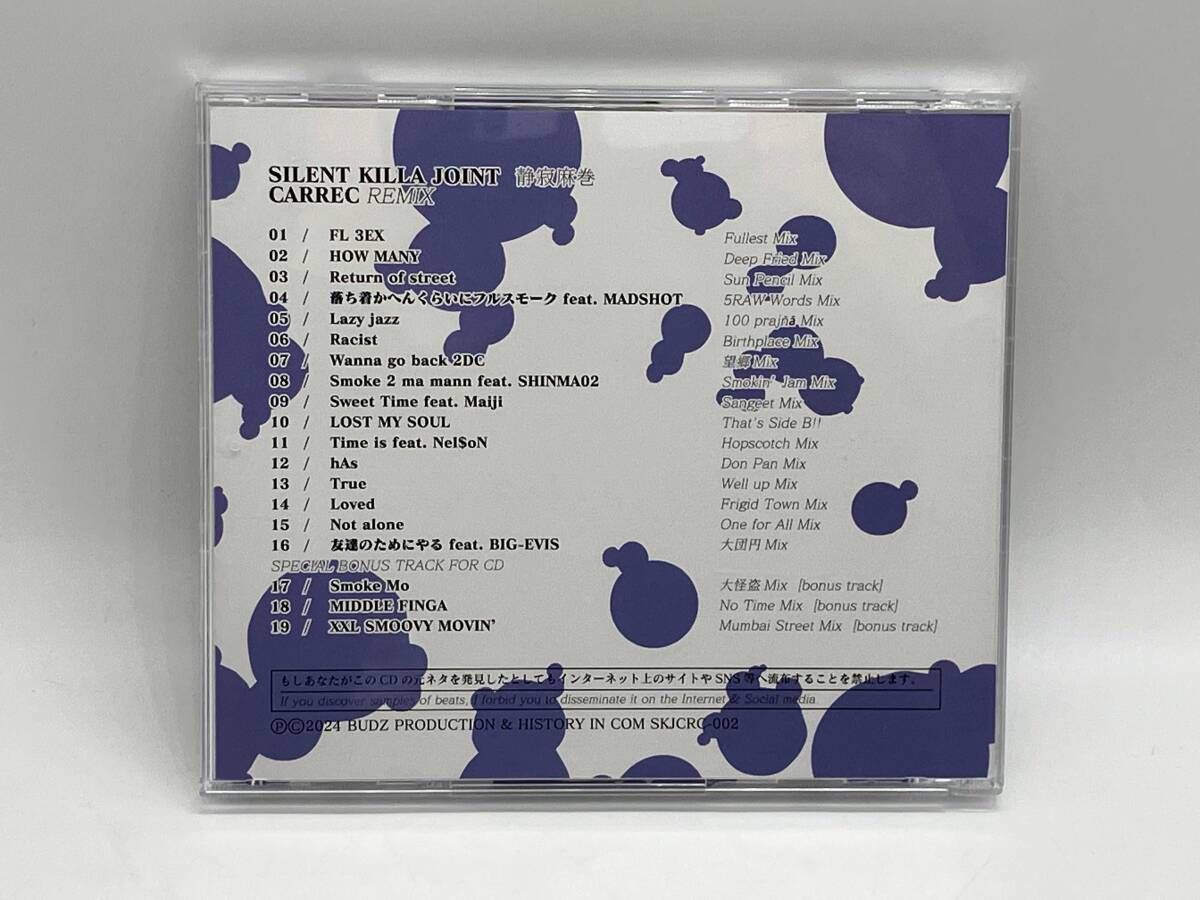 SILENT KILLA JOINT 静寂麻巻
CARREC REMIX
01 / FL 3EX Fullest Mix
02 / HOW MANY Deep Fried Mix
03 / Return of street Sun Pencil Mix
04 / 落ち着かへんくらいにフルスモーク feat. MADSHOT 5RAW Words Mix
05 / Lazy jazz 100 prajñā Mix
06 / Racist Birthplace Mix
07 / Wanna go back 2DC 望郷 Mix
08 / Smoke 2 ma mann feat. SHINMA02 Smokin' Jam Mix
09 / Sweet Time feat. Maiji Sangeet Mix
10 / LOST MY SOUL That's Side B!!
11 / Time is feat. Nel$oN Hopscotch Mix
12 / hAs Don Pan Mix
13 / True Well up Mix
14 / Loved Frigid Town Mix
15 / Not alone One for All Mix
16 / 友達のためにやる feat. BIG-EVIS 大団円 Mix
SPECIAL BONUS TRACK FOR CD
17 / Smoke Mo 大怪盗 Mix [bonus track]
18 / MIDDLE FINGA No Time Mix [bonus track]
19 / XXL SMOOVY MOVIN' Mumbai Street Mix [bonus track]
もしあなたがこのCDの元ネタを発見したとしてもインターネット上のサイトやSNS等へ流布することを禁止します。
If you discover samples of beats, I forbid you to disseminate it on the Internet & Social media.
Ⓟ©2024 BUDZ PRODUCTION & HISTORY IN COM SKJCRC-002